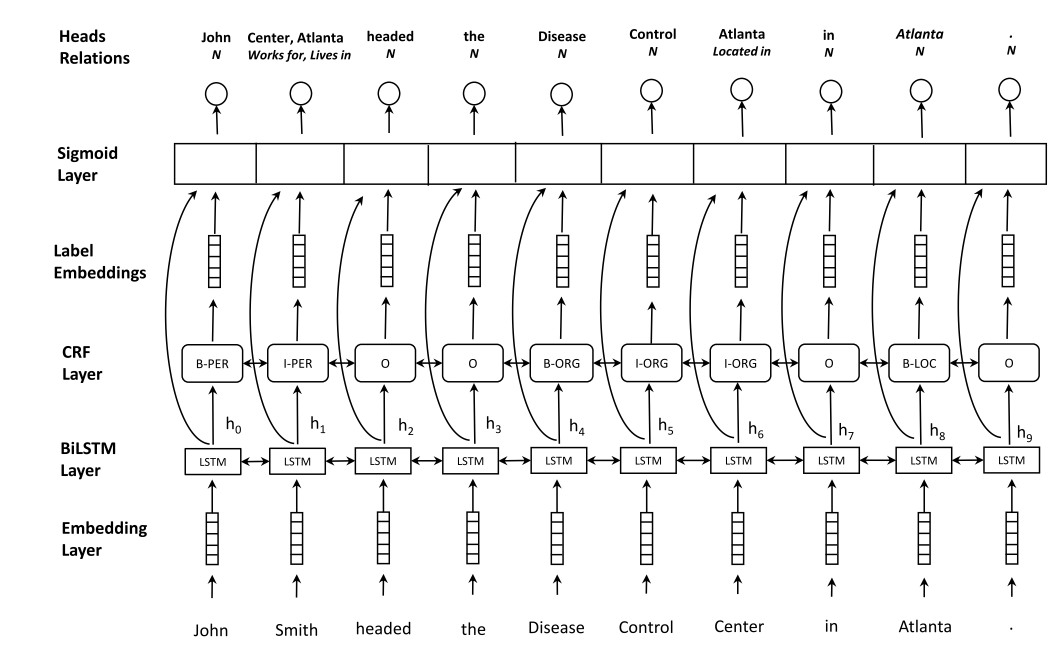 Heads John Center, Atlanta headed the Disease Control Atlanta in Atlanta .
Relations N Works for, Lives in N N N N Located in N N N
Sigmoid
Layer
Label
Embeddings
CRF
Layer
B-PER I-PER O O B-ORG I-ORG I-ORG O B-LOC O
h0 h1 h2 h3 h4 h5 h6 h7 h8 h9
BiLSTM
Layer
LSTM LSTM LSTM LSTM LSTM LSTM LSTM LSTM LSTM LSTM
Embedding
Layer
John Smith headed the Disease Control Center in Atlanta .